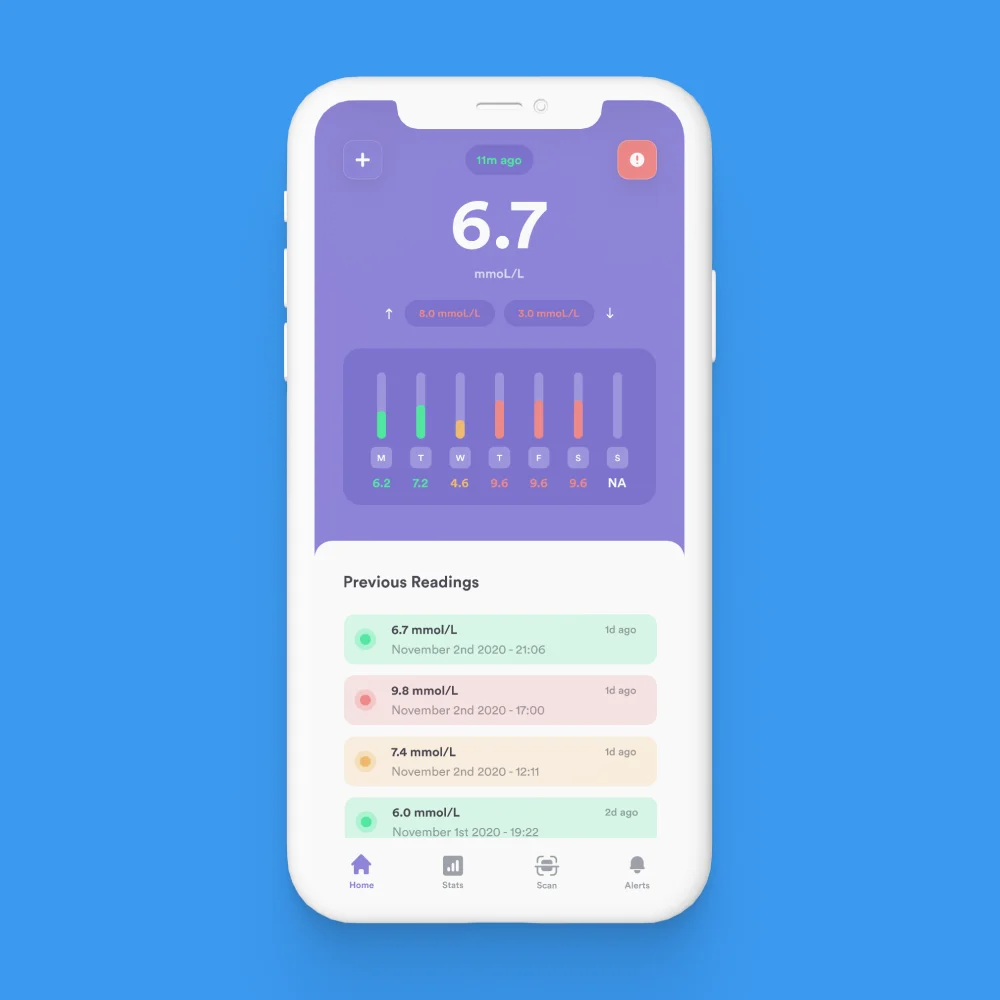 11m ago
6.7
mmoL/L
↑ 8.0 mmoL/L 3.0 mmoL/L ↓
M T W T F S S
6.2 7.2 4.6 9.6 9.6 9.6 NA
Previous Readings
6.7 mmol/L 1d ago
November 2nd 2020 - 21:06
9.8 mmol/L 1d ago
November 2nd 2020 - 17:00
7.4 mmol/L 1d ago
November 2nd 2020 - 12:11
6.0 mmol/L 2d ago
November 1st 2020 - 19:22
Home Stats Scan Alerts